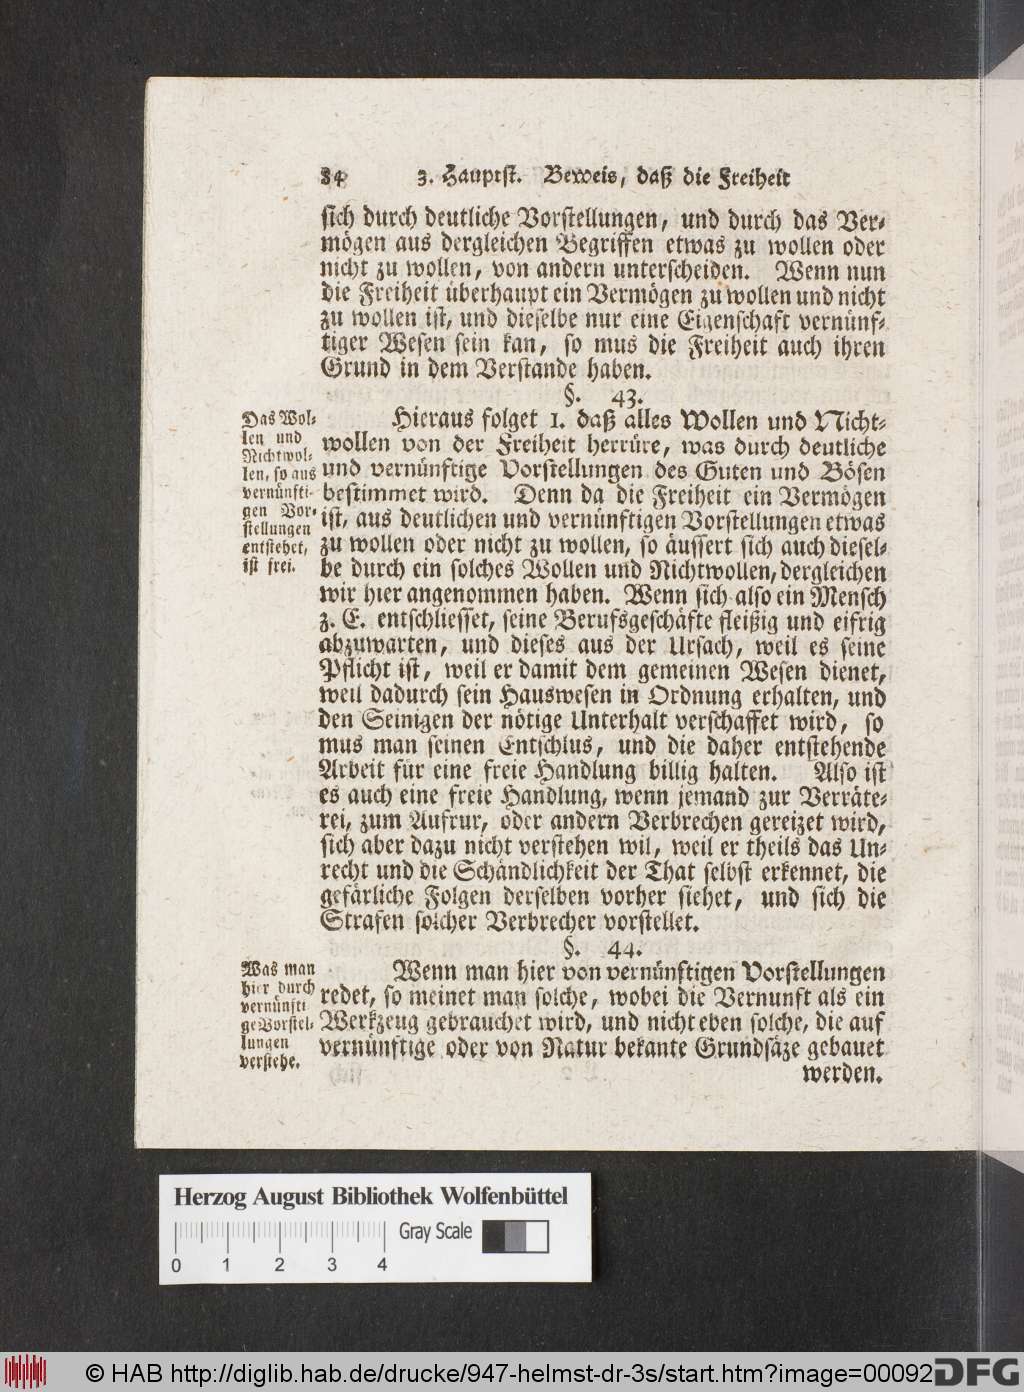 84 3. Hauptst. Beweis, daß die Freiheit
sich durch deutliche Vorstellungen, und durch das Ver-
mögen aus dergleichen Begriffen etwas zu wollen oder
nicht zu wollen, von andern unterscheiden. Wenn nun
die Freiheit überhaupt ein Vermögen zu wollen und nicht
zu wollen ist, und dieselbe nur eine Eigenschaft vernünf-
tiger Wesen sein kan, so mus die Freiheit auch ihren
Grund in dem Verstande haben.
§. 43.
Das Wol-
len und
Nichtwol-
len, so aus
vernünfti-
gen Vor-
stellungen
entstehet,
ist frei.
Hieraus folget 1. daß alles Wollen und Nicht-
wollen von der Freiheit herrüre, was durch deutliche
und vernünftige Vorstellungen des Guten und Bösen
bestimmet wird. Denn da die Freiheit ein Vermögen
ist, aus deutlichen und vernünftigen Vorstellungen etwas
zu wollen oder nicht zu wollen, so äussert sich auch diesel-
be durch ein solches Wollen und Nichtwollen, dergleichen
wir hier angenommen haben. Wenn sich also ein Mensch
z. E. entschliesset, seine Berufsgeschäfte fleißig und eifrig
abzuwarten, und dieses aus der Ursach, weil es seine
Pflicht ist, weil er damit dem gemeinen Wesen dienet,
weil dadurch sein Hauswesen in Ordnung erhalten, und
den Seinigen der nötige Unterhalt verschaffet wird, so
mus man seinen Entschlus, und die daher entstehende
Arbeit für eine freie Handlung billig halten. Also ist
es auch eine freie Handlung, wenn jemand zur Verräte-
rei, zum Aufrur, oder andern Verbrechen gereizet wird,
sich aber dazu nicht verstehen wil, weil er theils das Un-
recht und die Schändlichkeit der That selbst erkennet, die
gefärliche Folgen derselben vorher siehet, und sich die
Strafen solcher Verbrecher vorstellet.
§. 44.
Was man
hier durch
vernünfti
ge Vorstel-
lungen
verstehe.
Wenn man hier von vernünftigen Vorstellungen
redet, so meinet man solche, wobei die Vernunft als ein
Werkzeug gebrauchet wird, und nicht eben solche, die auf
vernünftige oder von Natur bekante Grundsäze gebauet
werden.
Herzog August Bibliothek Wolfenbüttel
Gray Scale
0 1 2 3 4
© HAB http://diglib.hab.de/drucke/947-helmst-dr-3s/start.htm?image=00092
DFG